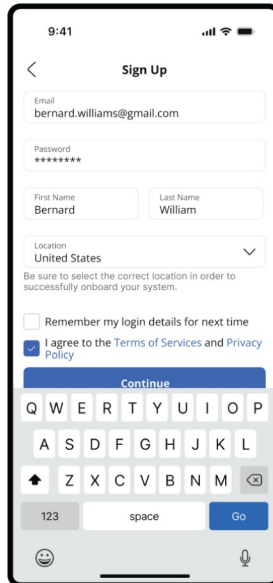 9:41
Sign Up
Email
bernard.williams@gmail.com
Password
********
First Name
Bernard
Last Name
William
Location
United States
Be sure to select the correct location in order to
successfully onboard your system.
Remember my login details for next time
I agree to the Terms of Services and Privacy
Policy
Continue
Q W E R T Y U I O P
A S D F G H J K L
Z X C V B N M
123 space Go